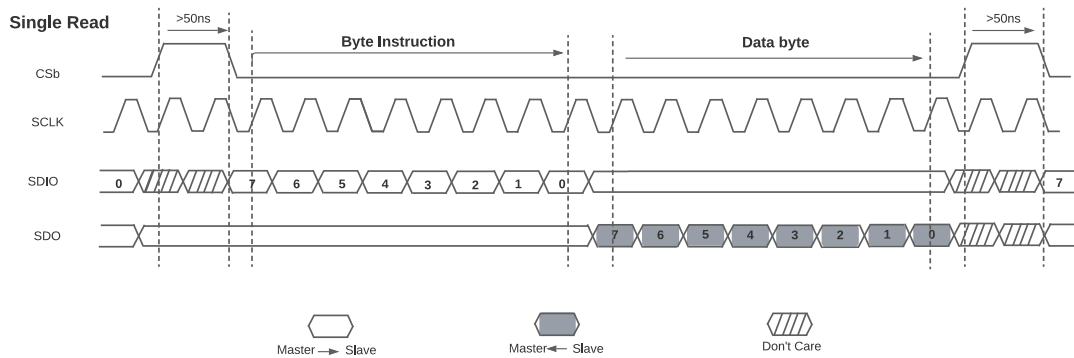 Single Read
>50ns
>50ns
Byte Instruction
Data byte
CSb
SCLK
SDIO
0
7 6 5 4 3 2 1 0
7
SDO
7 6 5 4 3 2 1 0
Master → Slave
Master ← Slave
Don't Care